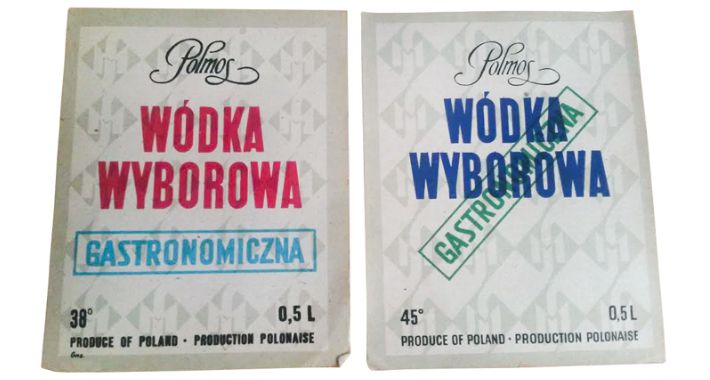 Polmos
WÓDKA
WYBOROWA
GASTRONOMICZNA
38° 0,5 L
PRODUCE OF POLAND · PRODUCTION POLONAISE
Polmos
WÓDKA
WYBOROWA
GASTRONOMICZNA
45° 0,5 L
PRODUCE OF POLAND · PRODUCTION POLONAISE